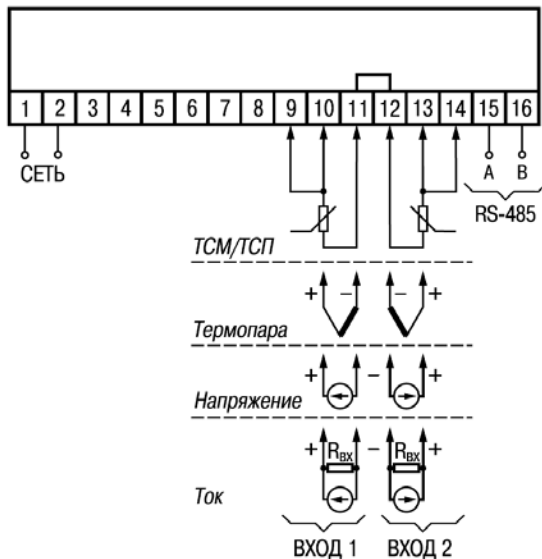 1 2 3 4 5 6 7 8 9 10 11 12 13 14 15 16
СЕТЬ
A B
RS-485
ТСМ/ТСП
+ – – +
Термопара
+ – +
Напряжение
+ Rвх – Rвх +
Ток
ВХОД 1 ВХОД 2